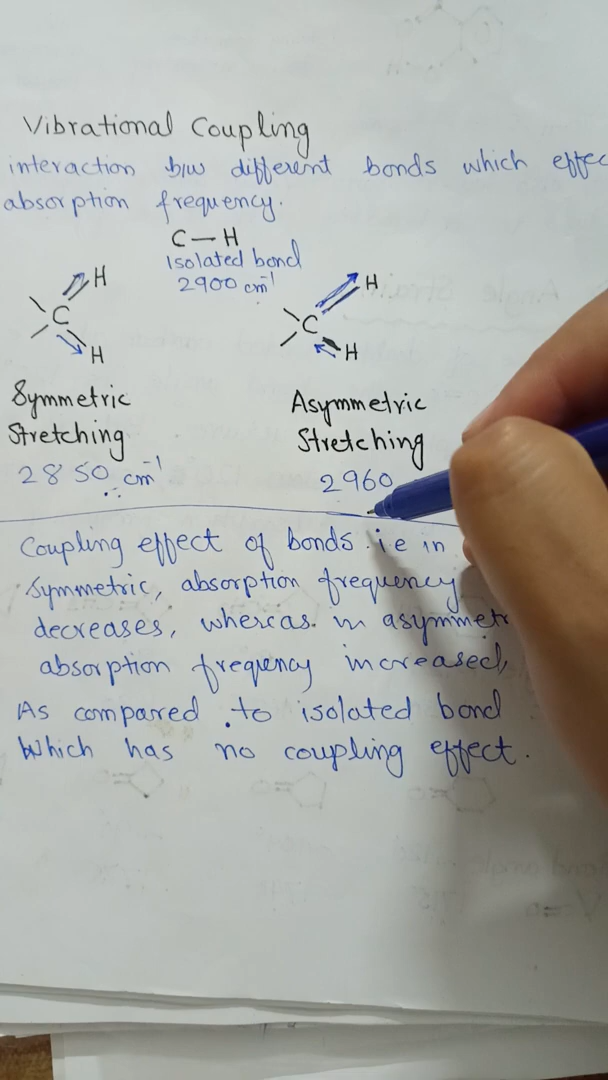 Vibrational Coupling
interaction b/w different bonds which effec
absorption frequency.
C — H
Isolated bond
2900 cm⁻¹
H
C
H
H
C
H
Symmetric
Stretching
2850 cm⁻¹
Asymmetric
Stretching
2960
Coupling effect of bonds i.e in
symmetric, absorption frequency
decreases, whereas in asymmetr
absorption frequency increased,
As compared to isolated bond
Which has no coupling effect.